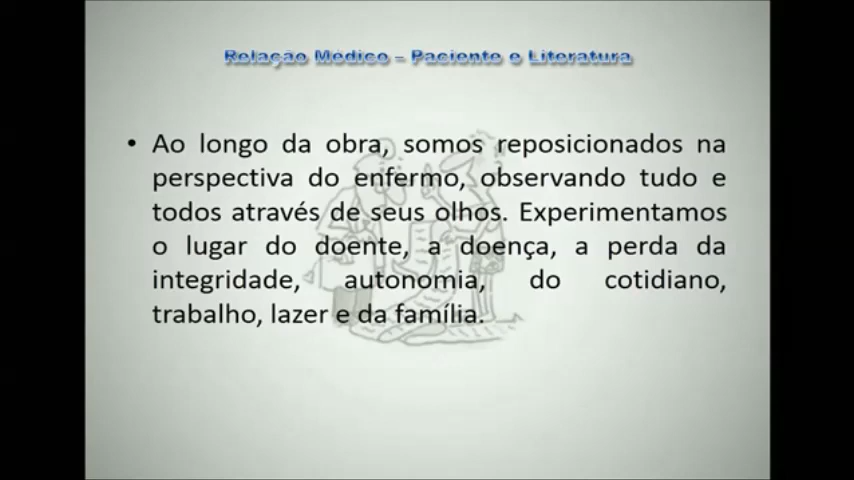 Relação Médico – Paciente e Literatura
• Ao longo da obra, somos reposicionados na
perspectiva do enfermo, observando tudo e
todos através de seus olhos. Experimentamos
o lugar do doente, a doença, a perda da
integridade, autonomia, do cotidiano,
trabalho, lazer e da família.